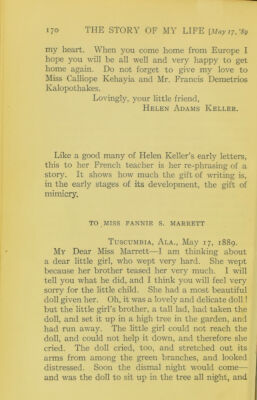 170 THE STORY OF MY LIFE [May 17, '89
my heart. When you come home from Europe I
hope you will be all well and very happy to get
home again. Do not forget to give my love to
Miss Calliope Kehayia and Mr. Francis Demetrios
Kalopothakes.
Lovingly, your little friend,
HELEN ADAMS KELLER.
Like a good many of Helen Keller's early letters,
this to her French teacher is her re-phrasing of a
story. It shows how much the gift of writing is,
in the early stages of its development, the gift of
mimicry.
TO MISS FANNIE S. MARRETT
TUSCUMBIA, ALA., May 17, 1889.
MY DEAR MISS MARRETT—I am thinking about
a dear little girl, who wept very hard. She wept
because her brother teased her very much. I will
tell you what he did, and I think you will feel very
sorry for the little child. She had a most beautiful
doll given her. Oh, it was a lovely and delicate doll!
but the little girl's brother, a tall lad, had taken the
doll, and set it up in a high tree in the garden, and
had run away. The little girl could not reach the
doll, and could not help it down, and therefore she
cried. The doll cried, too, and stretched out its
arms from among the green branches, and looked
distressed. Soon the dismal night would come—
and was the doll to sit up in the tree all night, and